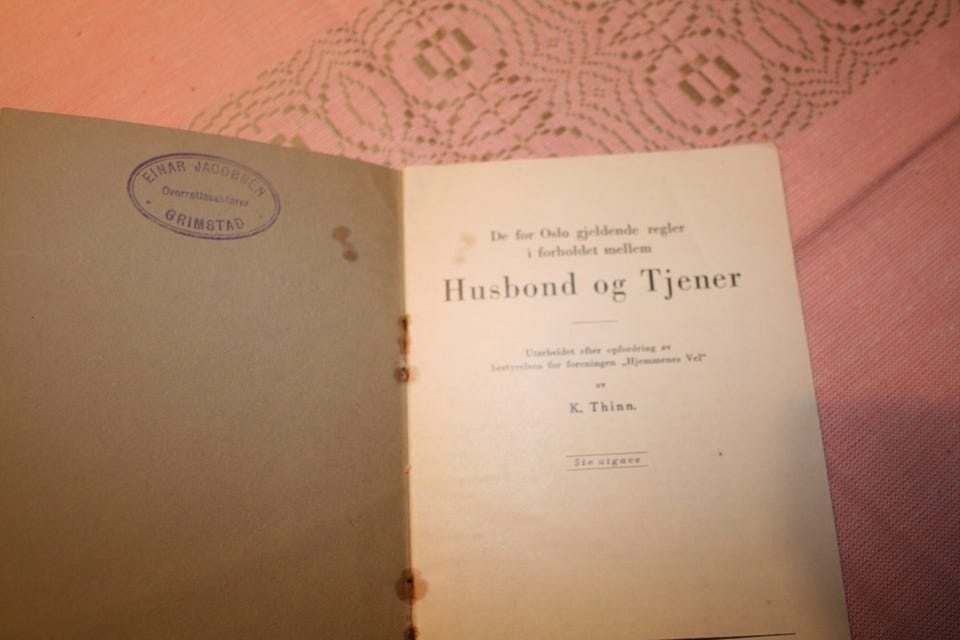 EINAR JACOBSEN
Overrettssakfører
GRIMSTAD
De for Oslo gjeldende regler
i forholdet mellem
Husbond og Tjener
Utarbeidet efter opfordring av
bestyrelsen for foreningen „Hjemmenes Vel"
av
K. Thinn.
5te utgave